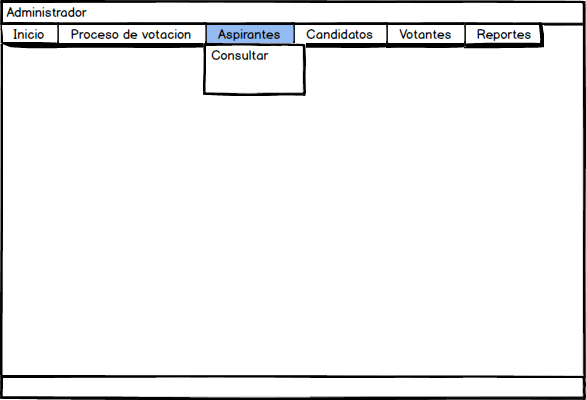 Administrador
Inicio Proceso de votacion Aspirantes Candidatos Votantes Reportes
Consultar